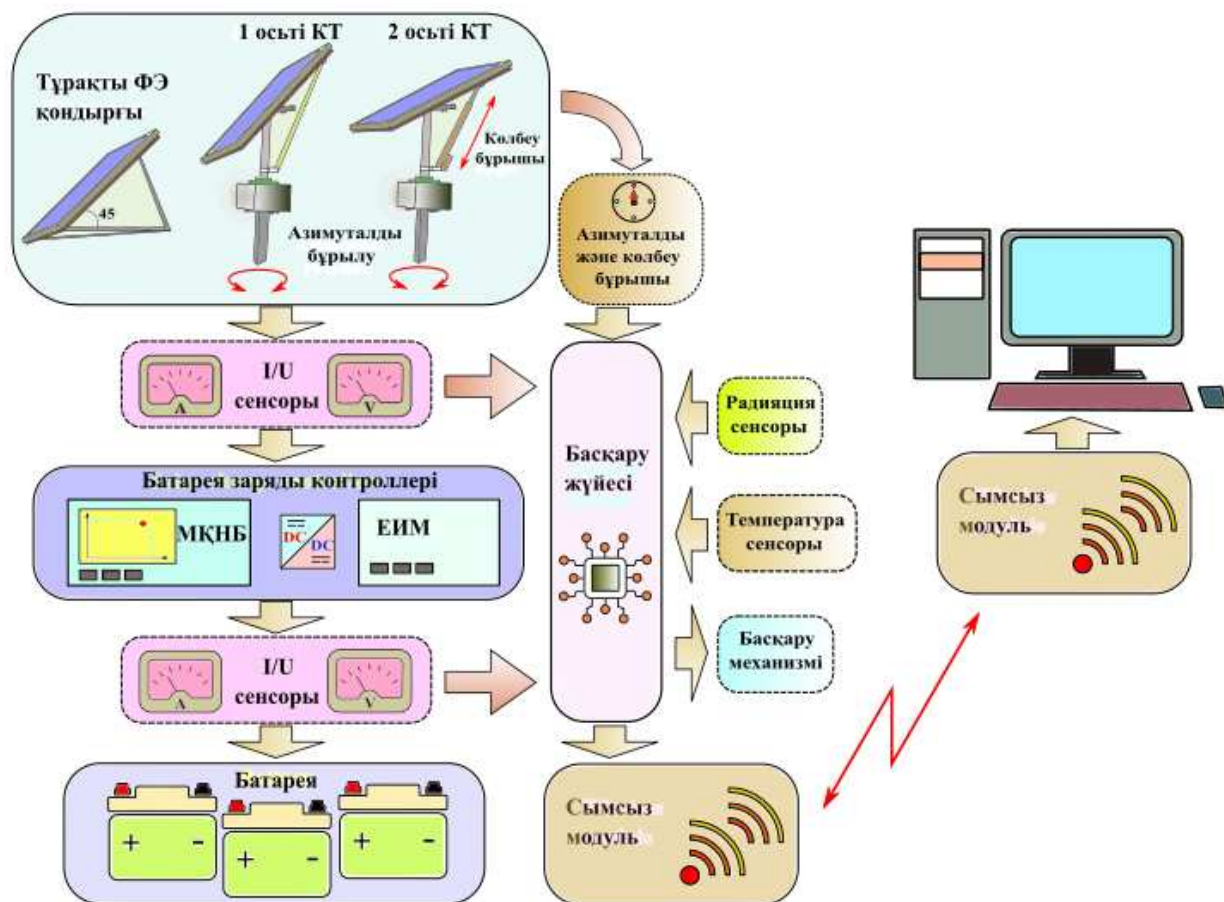 1 осьті КТ
2 осьті КТ
Тұрақты ФЭ
қондырғы
45
Көлбеу
бұрышы
Азимуталды
бұрылу
Азимуталды
және көлбеу
бұрышы
I/U
сенсоры
A
V
Батарея заряды контроллері
МҚНБ
DC
DC
ЕИМ
I/U
сенсоры
A
V
Батарея
+ -
+ -
+ -
Басқару
жүйесі
Радияция
сенсоры
Температура
сенсоры
Басқару
механизмі
Сымсыз
модуль
Сымсыз
модуль